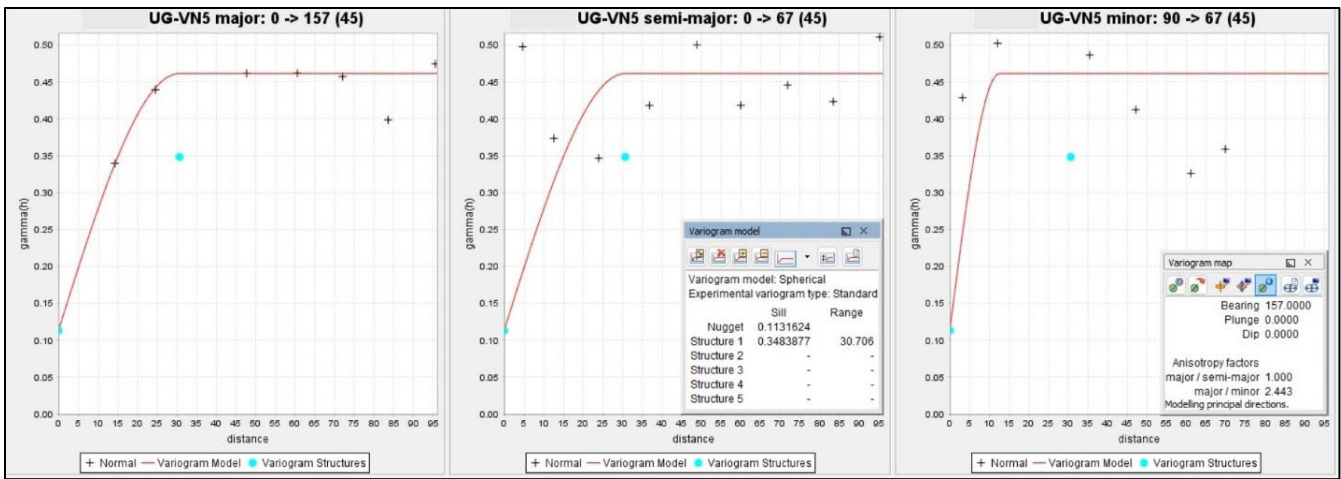 UG-VN5 major: 0 -> 157 (45)
gamma(h)
0.50
0.45
0.40
0.35
0.30
0.25
0.20
0.15
0.10
0.05
0.00
0 5 10 15 20 25 30 35 40 45 50 55 60 65 70 75 80 85 90 95
distance
+ Normal — Variogram Model Variogram Structures
UG-VN5 semi-major: 0 -> 67 (45)
gamma(h)
0.50
0.45
0.40
0.35
0.30
0.25
0.20
0.15
0.10
0.05
0.00
0 5 10 15 20 25 30 35 40 45 50 55 60 65 70 75 80 85 90 95
distance
+ Normal — Variogram Model Variogram Structures
Variogram model
Variogram model: Spherical
Experimental variogram type: Standard
Sill Range
Nugget 0.1131624
Structure 1 0.3483877 30.706
Structure 2 - -
Structure 3 - -
Structure 4 - -
Structure 5 - -
UG-VN5 minor: 90 -> 67 (45)
gamma(h)
0.50
0.45
0.40
0.35
0.30
0.25
0.20
0.15
0.10
0.05
0.00
0 5 10 15 20 25 30 35 40 45 50 55 60 65 70 75 80 85 90 95
distance
+ Normal — Variogram Model Variogram Structures
Variogram map
Bearing 157.0000
Plunge 0.0000
Dip 0.0000
Anisotropy factors
major / semi-major 1.000
major / minor 2.443
Modelling principal directions.